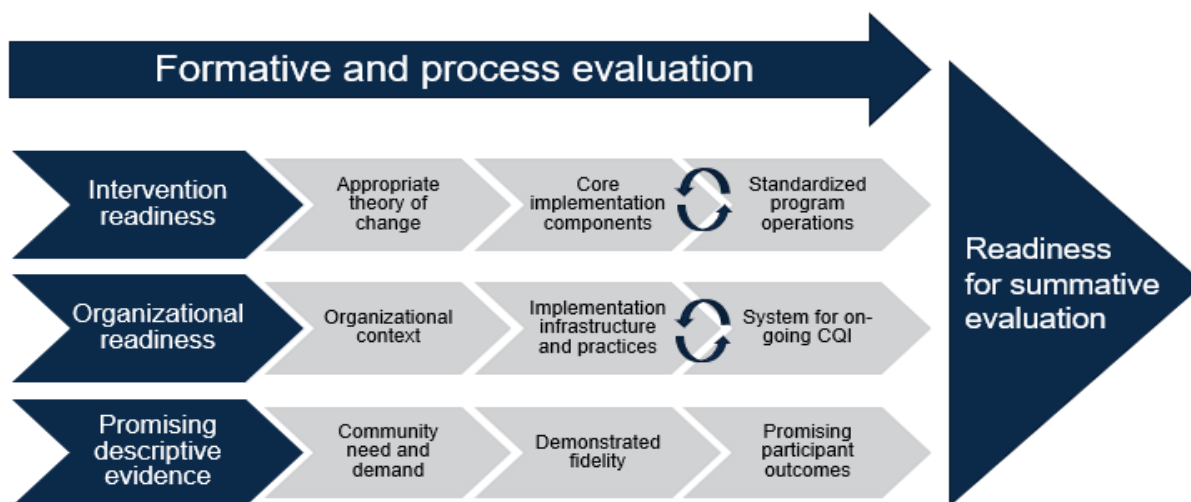 Formative and process evaluation
Intervention
readiness
Appropriate
theory of
change
Core
implementation
components
Standardized
program
operations
Organizational
readiness
Organizational
context
Implementation
infrastructure
and practices
System for on-
going CQI
Promising
descriptive
evidence
Community
need and
demand
Demonstrated
fidelity
Promising
participant
outcomes
Readiness
for summative
evaluation